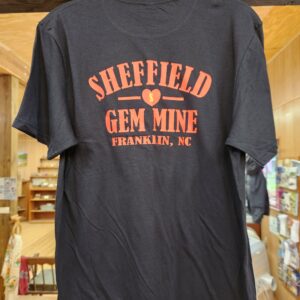 SHEFFIELD
GEM MINE
FRANKLIN, NC